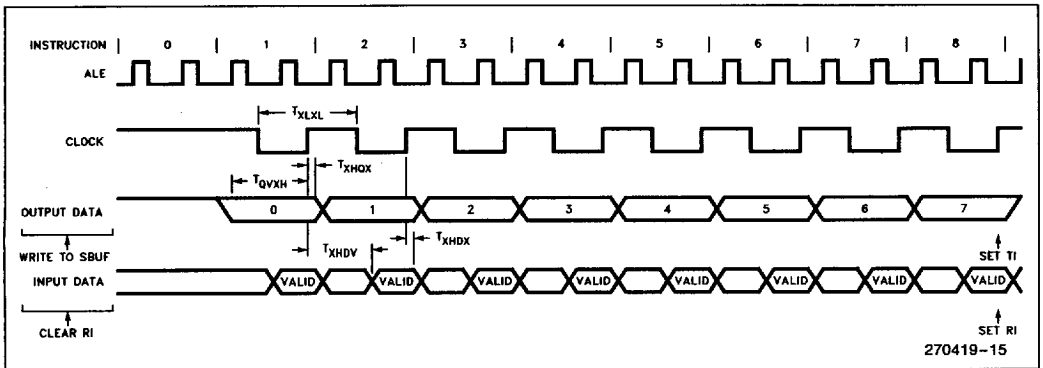 INSTRUCTION | 0 | 1 | 2 | 3 | 4 | 5 | 6 | 7 | 8 |
ALE
TXLXL
CLOCK
TXHQX
TQVXH
OUTPUT DATA 0 1 2 3 4 5 6 7
TXHDV TXHDX
WRITE TO SBUF SET TI
INPUT DATA VALID VALID VALID VALID VALID VALID VALID VALID
CLEAR RI SET RI
270419-15